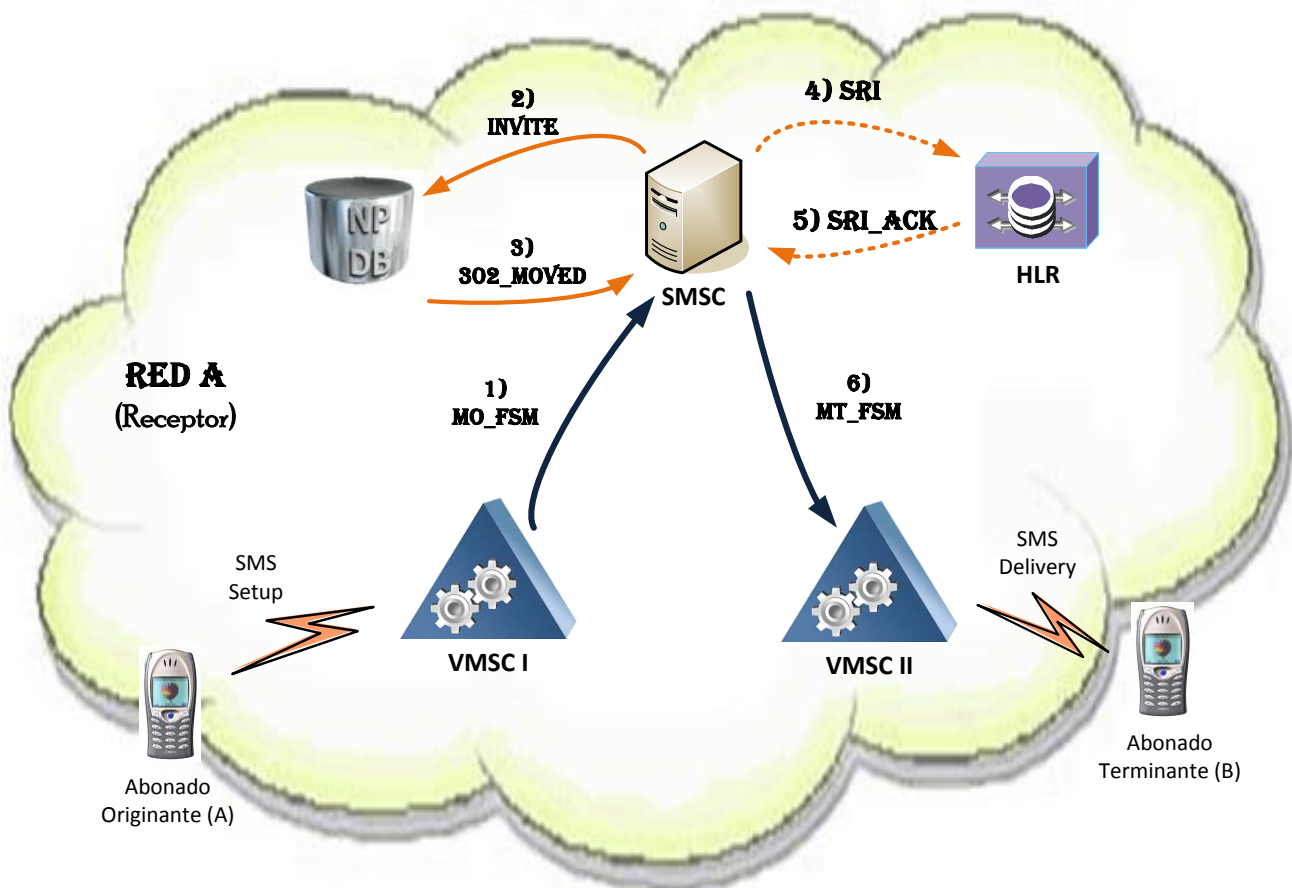 2)
INVITE
4) SRI
NP
DB
3)
302_MOVED
5) SRI_ACK
SMSC
HLR
RED A
(Receptor)
1)
MO_FSM
6)
MT_FSM
SMS
Setup
SMS
Delivery
VMSC I
VMSC II
Abonado
Originante (A)
Abonado
Terminante (B)